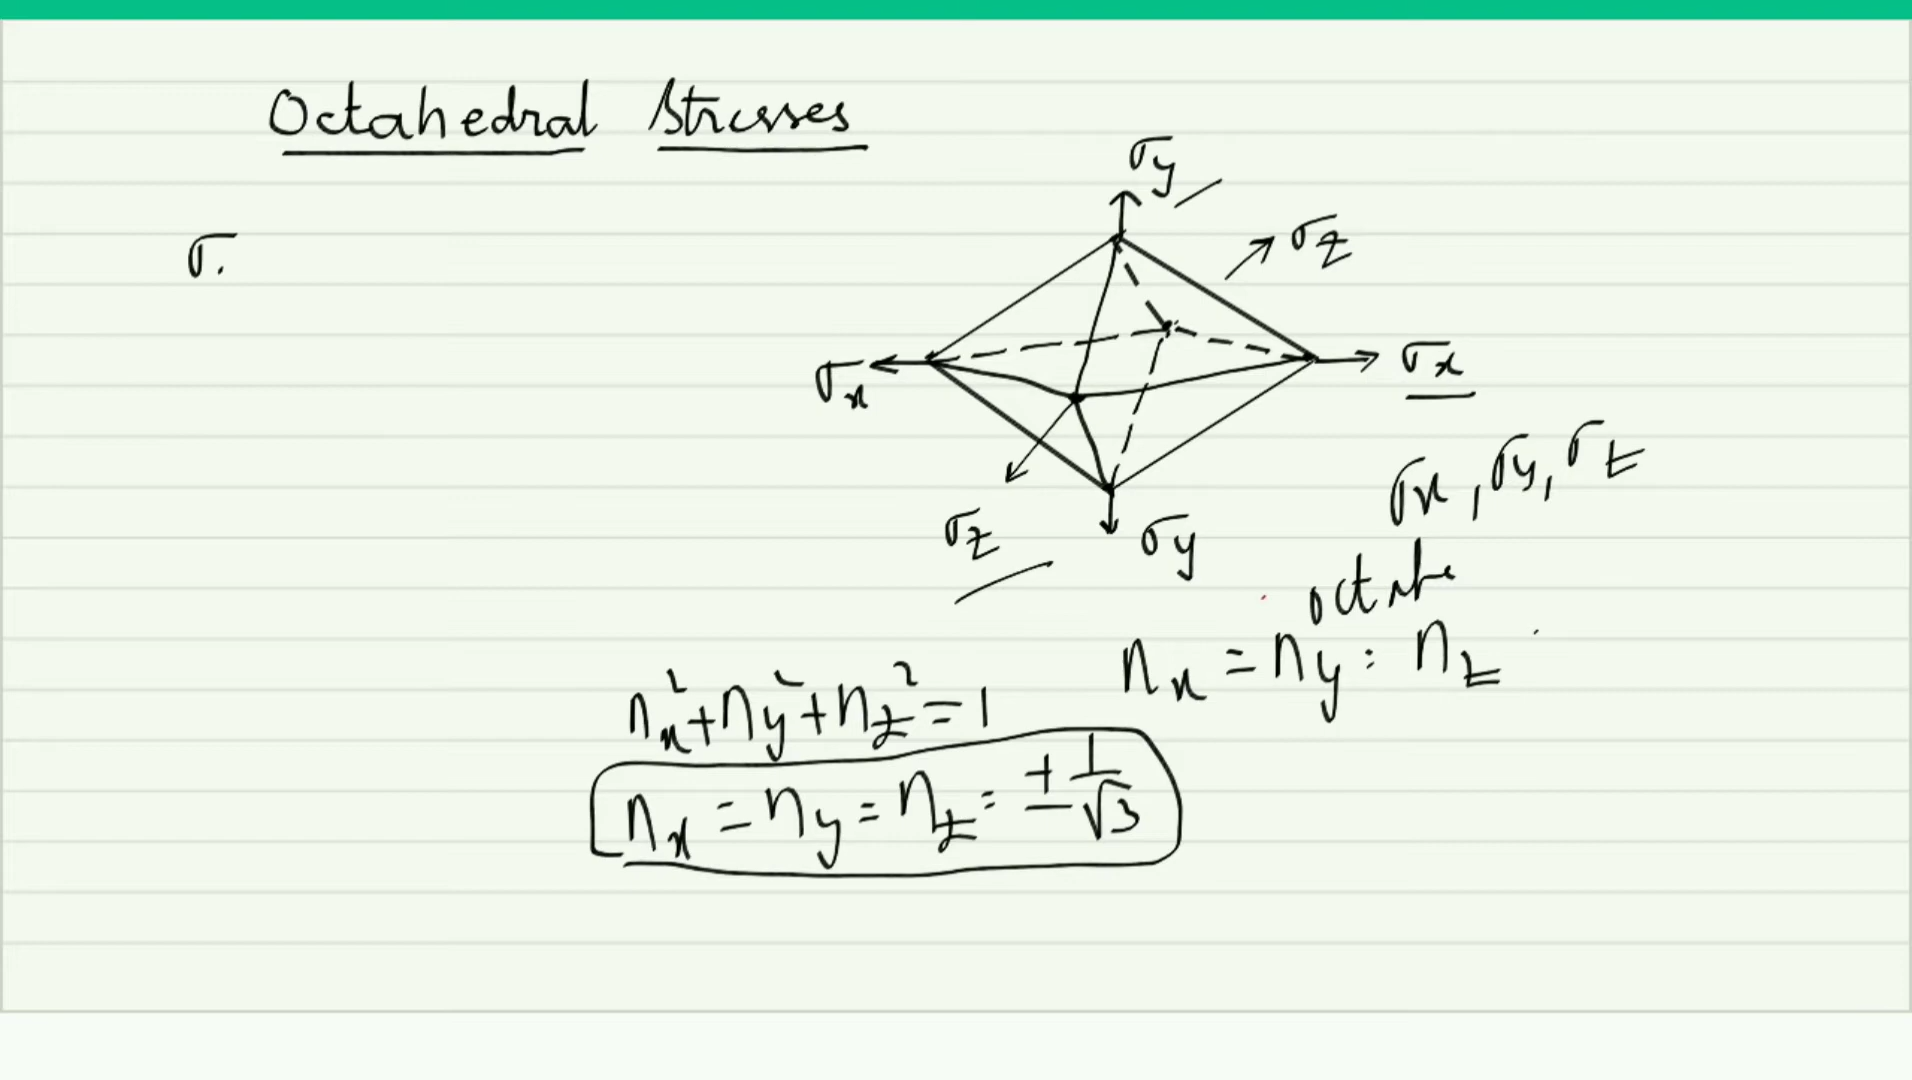 Octahedral Stresses
σy
σz
σ.
σx
σx
σx, σy, σz
σz
σy
nx = ny = nz
nx²+ny²+nz²=1
nx = ny = nz = ± 1/√3